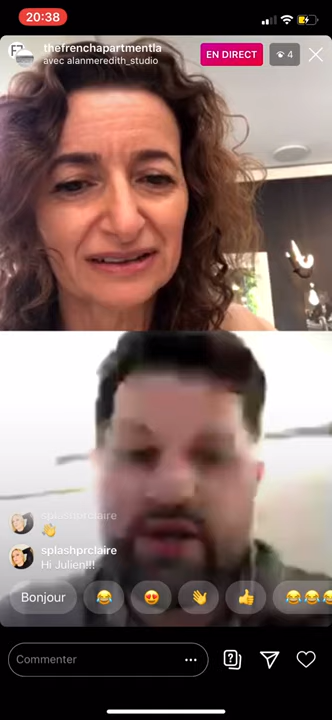 20:38
thefrenchapartmentla
avec alanmeredith_studio
EN DIRECT
4
splashprclaire
splashprclaire
Hi Julien!!!
Bonjour
Commenter